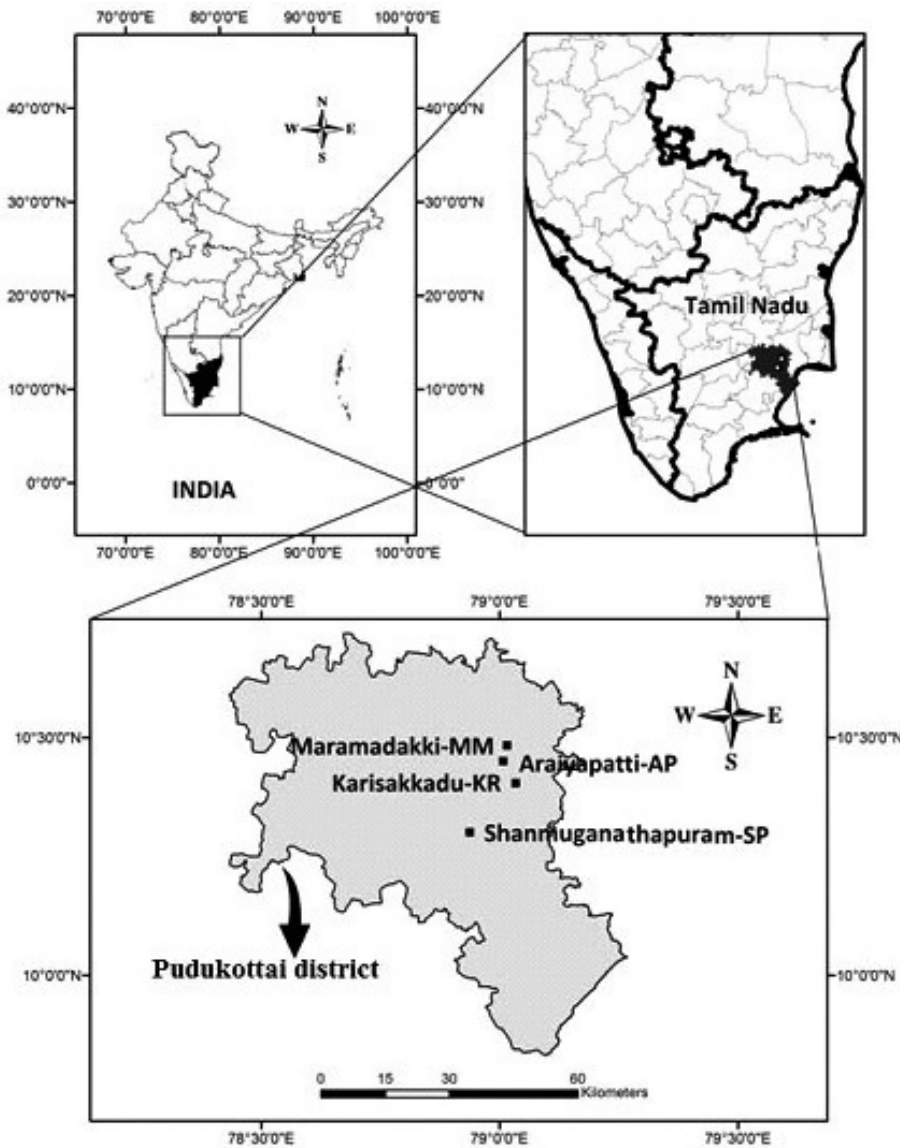 70°0'0"E 80°0'0"E 90°0'0"E 100°0'0"E
40°0'0"N 40°0'0"N
30°0'0"N 30°0'0"N
20°0'0"N 20°0'0"N
10°0'0"N 10°0'0"N
0°0'0"N 0°0'0"
N
W E
S
INDIA
70°0'0"E 80°0'0"E 90°0'0"E 100°0'0"E
Tamil Nadu
78°30'0"E 79°0'0"E 79°30'0"E
N
W E
S
10°30'0"N 10°30'0"N
Maramadakki-MM
Araiyapatti-AP
Karisakkadu-KR
Shanmuganathapuram-SP
Pudukottai district
10°0'0"N 10°0'0"N
0 15 30 60
Kilometers
78°30'0"E 79°0'0"E 79°30'0"E